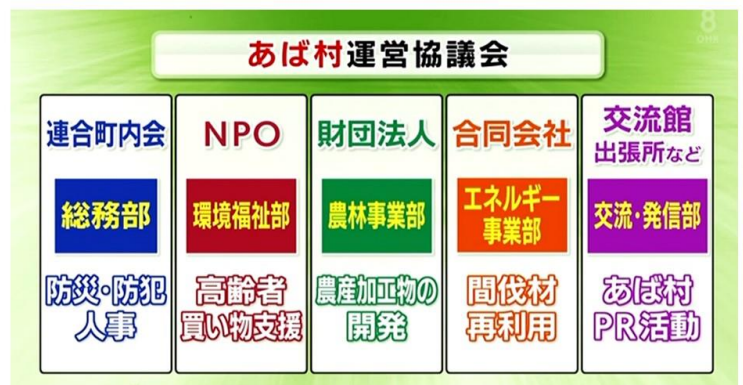 8
OHK
あば村運営協議会
連合町内会
総務部
防災・防犯
人事
NPO
環境福祉部
高齢者
買い物支援
財団法人
農林事業部
農産加工物の
開発
合同会社
エネルギー
事業部
間伐材
再利用
交流館
出張所など
交流・発信部
あば村
PR活動